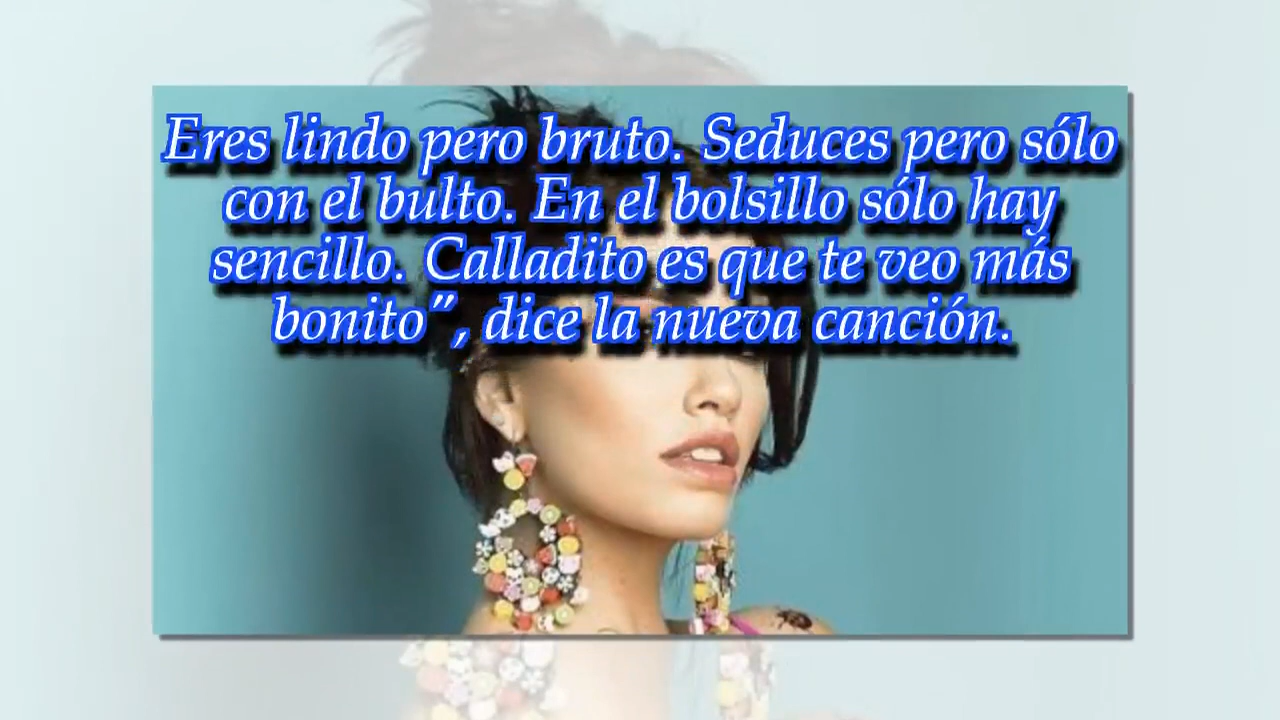 Eres lindo pero bruto. Seduces pero sólo
con el bulto. En el bolsillo sólo hay
sencillo. Calladito es que te veo más
bonito", dice la nueva canción.